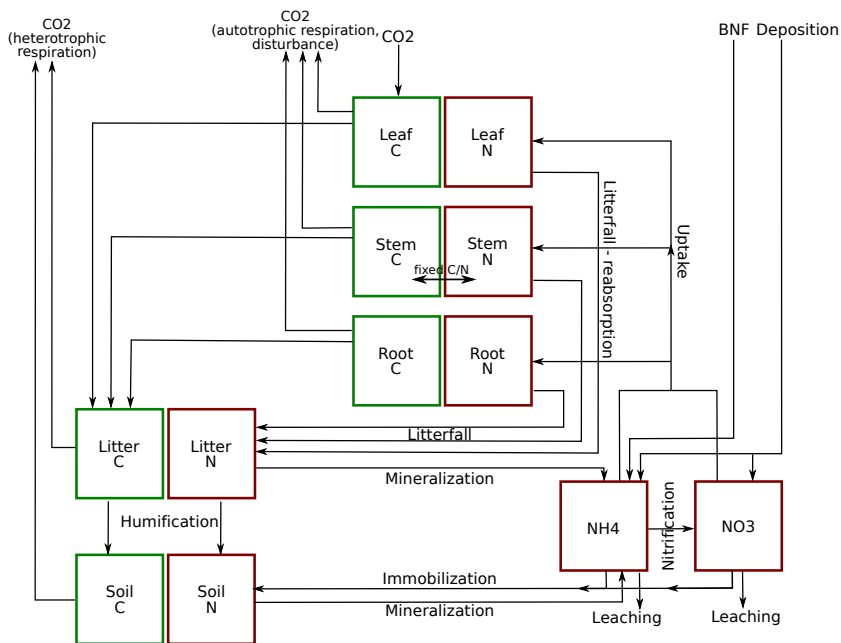 CO2
(heterotrophic
respiration)
CO2
(autotrophic respiration,
disturbance)
CO2
BNF
Deposition
Leaf
C
Leaf
N
Stem
C
Stem
N
fixed C/N
Root
C
Root
N
Litterfall - reabsorption
Uptake
Litter
C
Litter
N
Litterfall
Mineralization
Humification
NH4
Nitrification
NO3
Soil
C
Soil
N
Immobilization
Mineralization
Leaching
Leaching